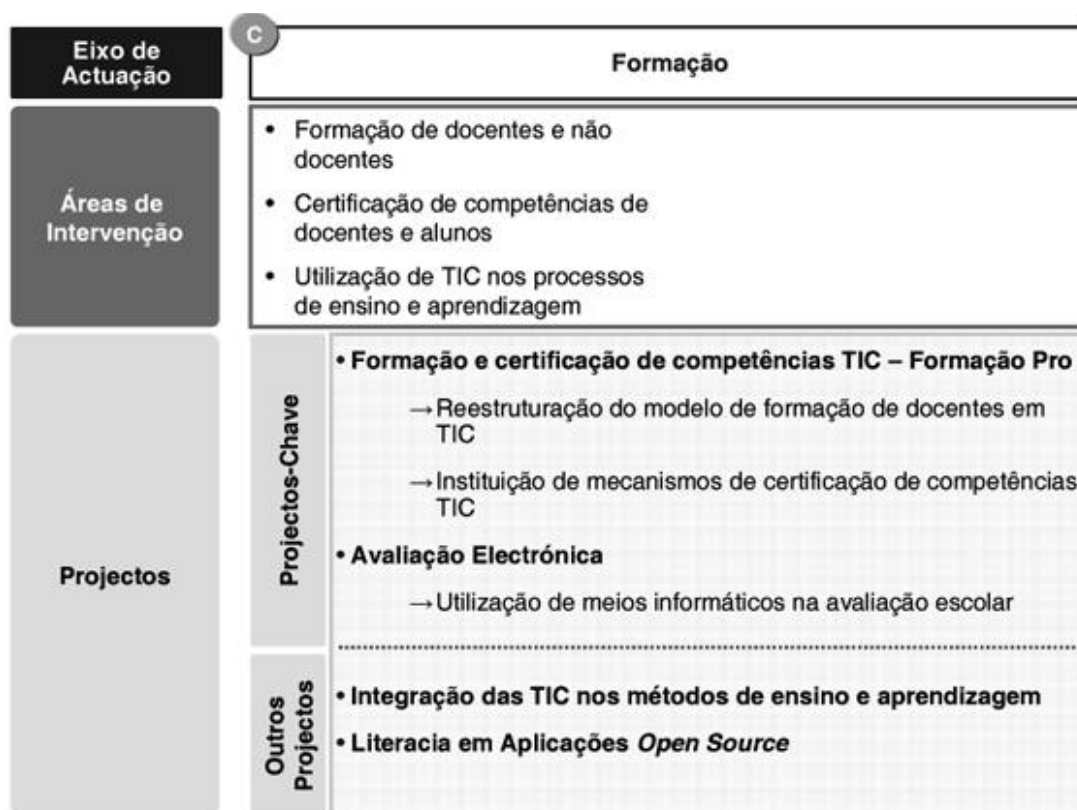 Eixo de
Actuação
C
Formação
Áreas de
Intervenção
• Formação de docentes e não
docentes
• Certificação de competências de
docentes e alunos
• Utilização de TIC nos processos
de ensino e aprendizagem
Projectos
Projectos-Chave
• Formação e certificação de competências TIC – Formação Pro
→Reestruturação do modelo de formação de docentes em
TIC
→Instituição de mecanismos de certificação de competências
TIC
• Avaliação Electrónica
→Utilização de meios informáticos na avaliação escolar
Outros
Projectos
• Integração das TIC nos métodos de ensino e aprendizagem
• Literacia em Aplicações Open Source